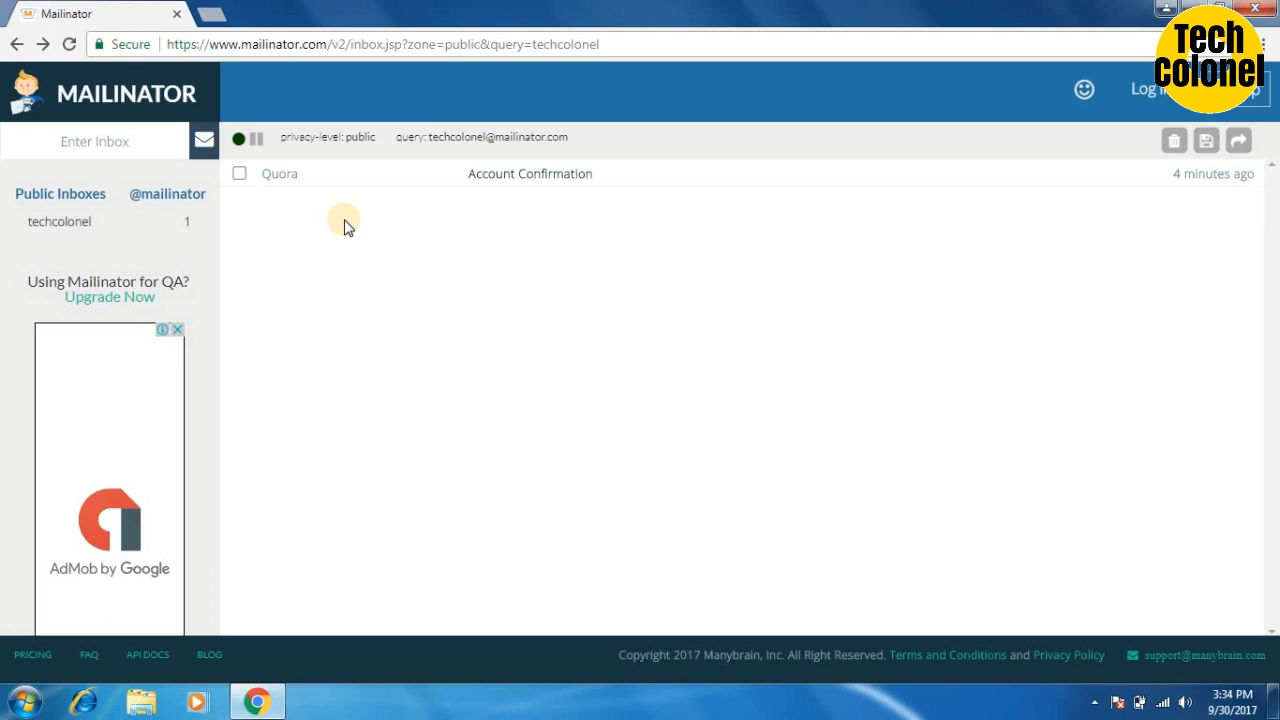 Mailinator
Secure
https://www.mailinator.com/v2/inbox.jsp?zone=public&query=techcolonel
Tech
Colonel
MAILINATOR
Enter Inbox
privacy-level: public
query: techcolonel@mailinator.com
Quora
Account Confirmation
4 minutes ago
Public Inboxes
@mailinator
techcolonel
1
Using Mailinator for QA?
Upgrade Now
AdMob by Google
PRICING
FAQ
API DOCS
BLOG
Copyright 2017 Manybrain, Inc. All Right Reserved. Terms and Conditions and Privacy Policy
support@manybrain.com
3:34 PM
9/30/2017